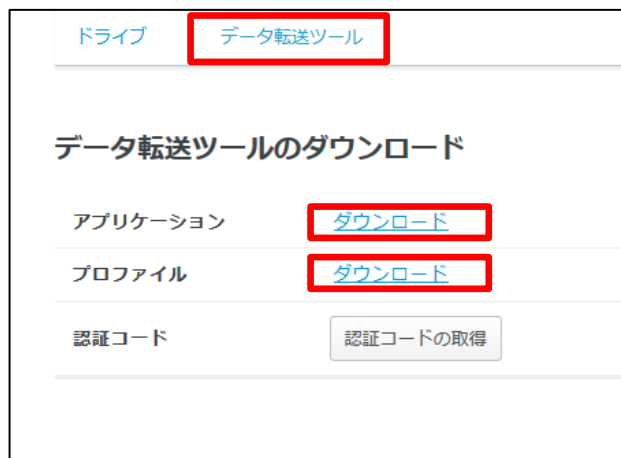 ドライブ データ転送ツール
データ転送ツールのダウンロード
アプリケーション ダウンロード
プロファイル ダウンロード
認証コード 認証コードの取得